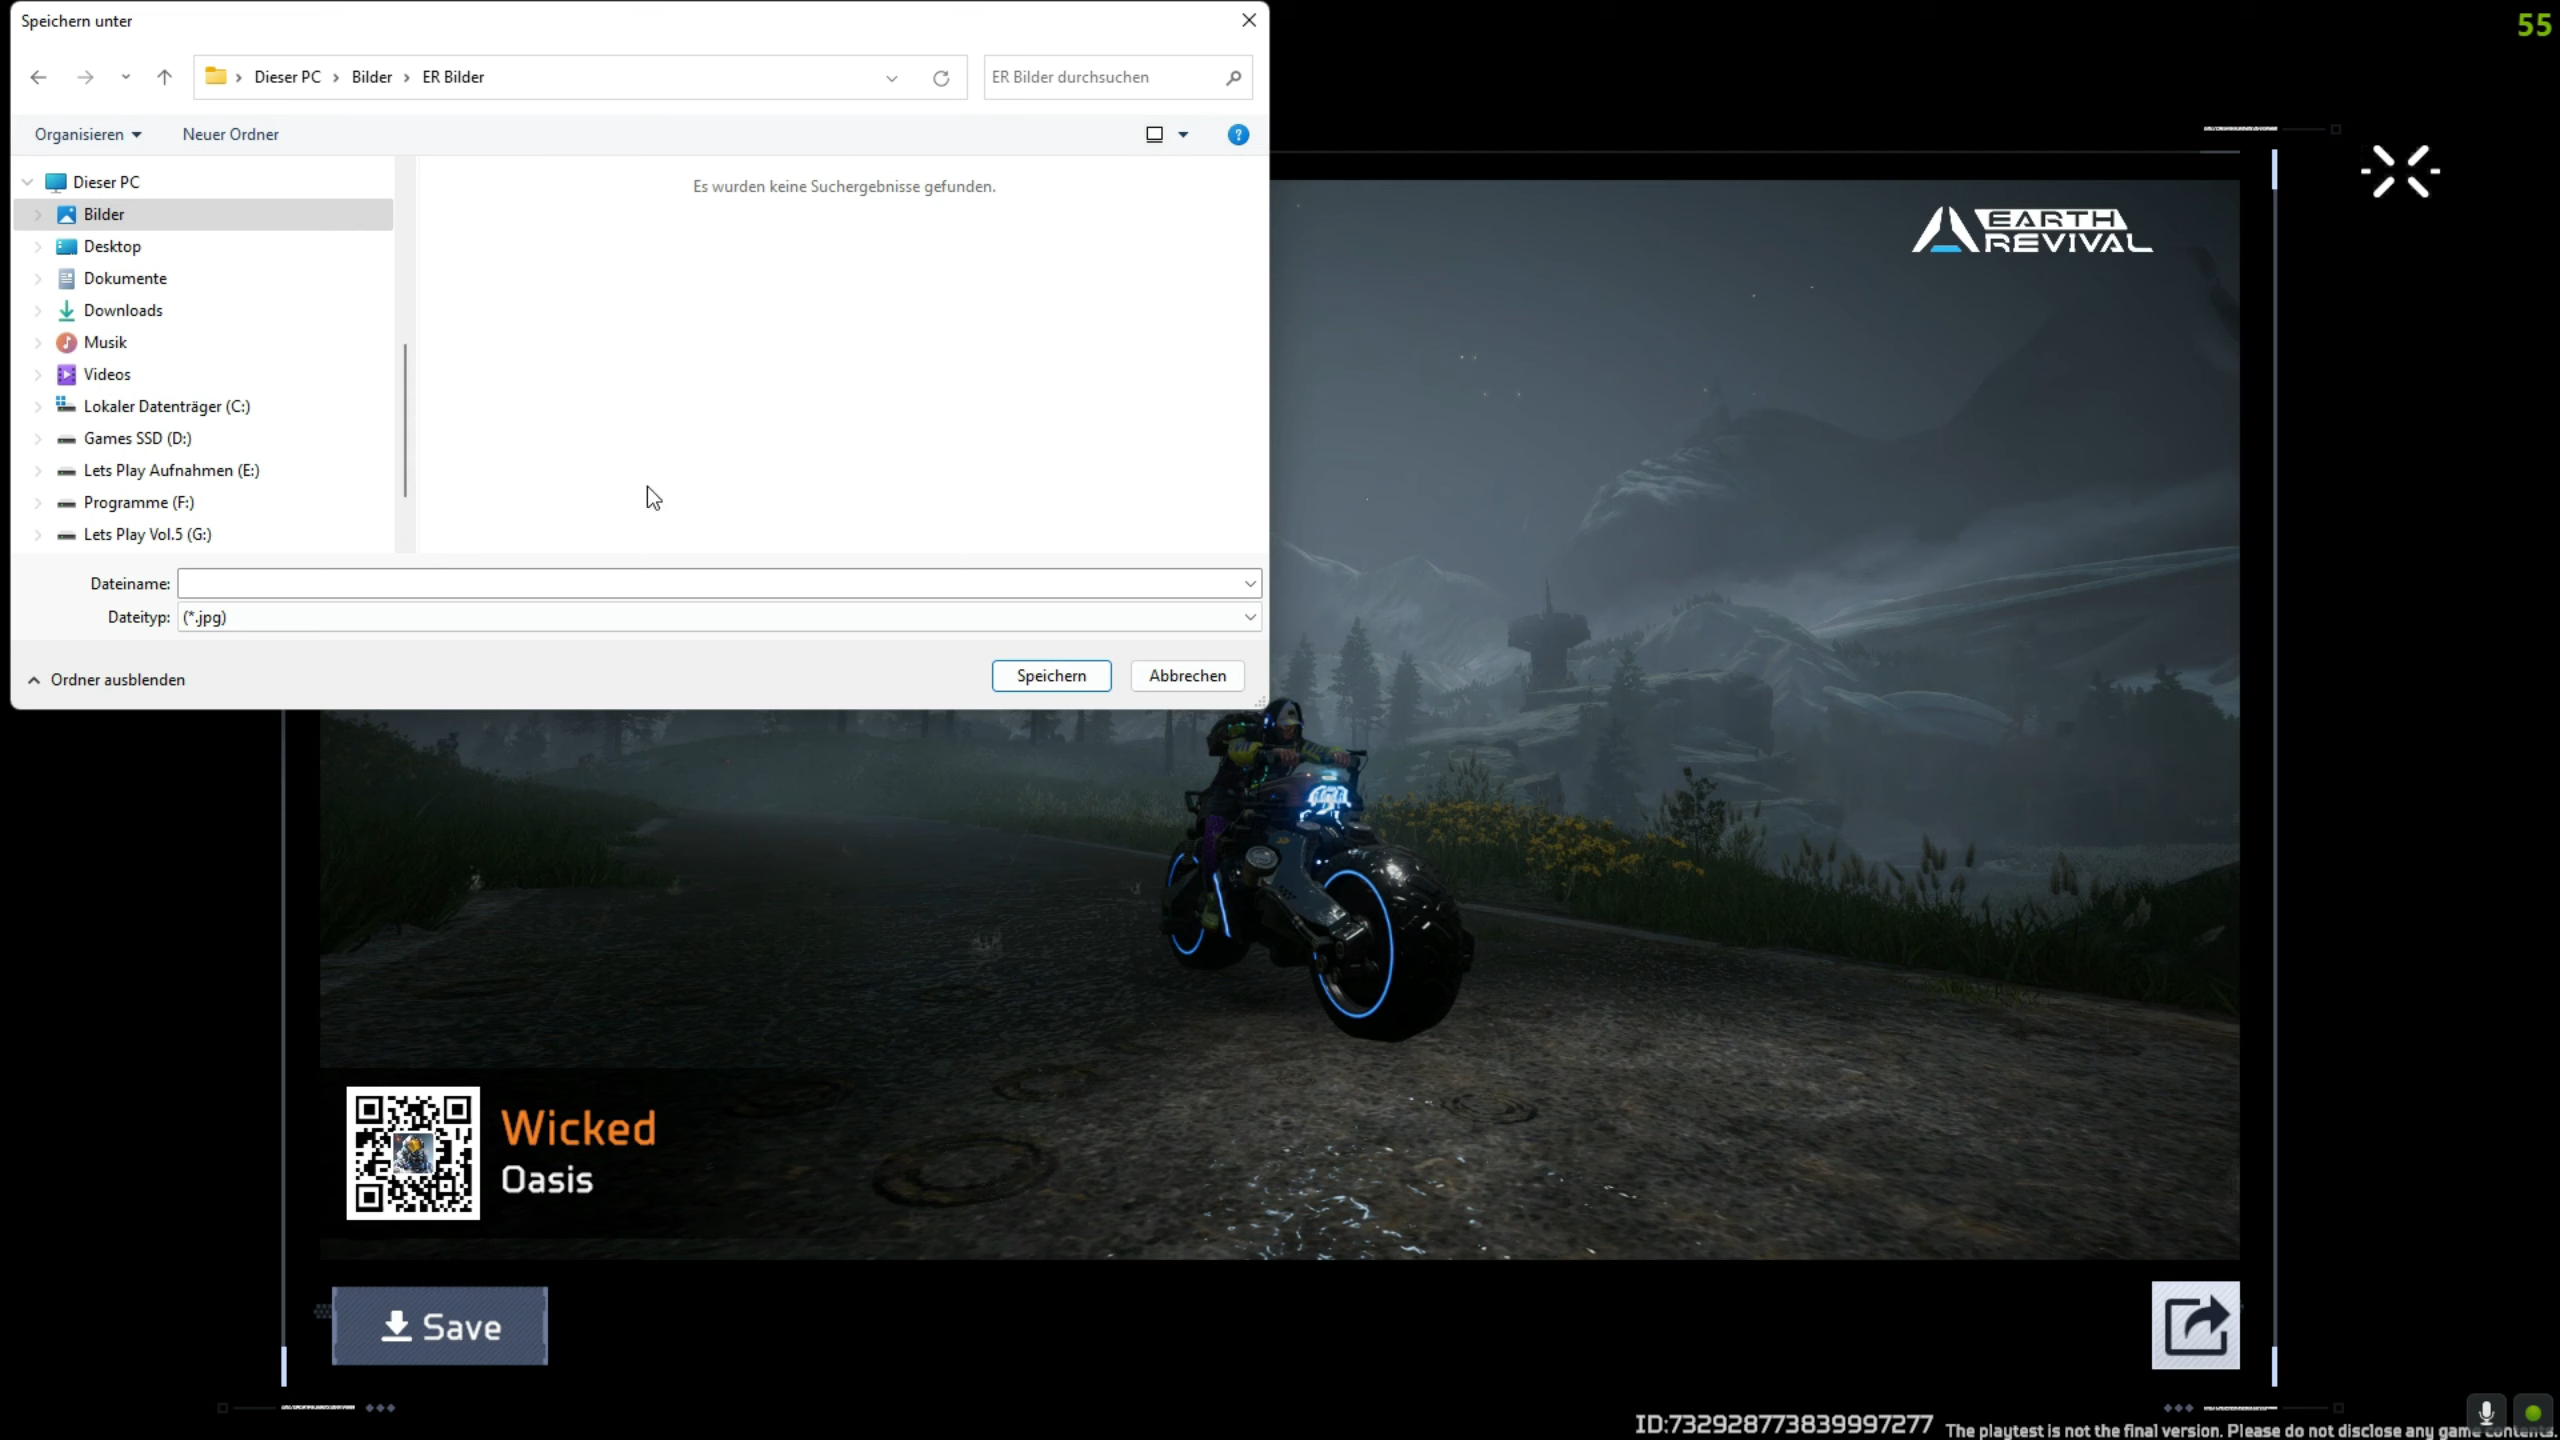 Speichern unter
55
Dieser PC
Bilder
ER Bilder
ER Bilder durchsuchen
Organisieren
Neuer Ordner
?
Dieser PC
Es wurden keine Suchergebnisse gefunden.
Bilder
Desktop
Dokumente
Downloads
Musik
Videos
Lokaler Datenträger (C:)
Games SSD (D:)
Lets Play Aufnahmen (E:)
Programme (F:)
Lets Play Vol.5 (G:)
EARTH
REVIVAL
Dateiname:
Dateityp: (*.jpg)
Ordner ausblenden
Speichern
Abbrechen
Wicked
Oasis
Save
ID:732928773839997277
The playtest is not the final version. Please do not disclose any game contents.